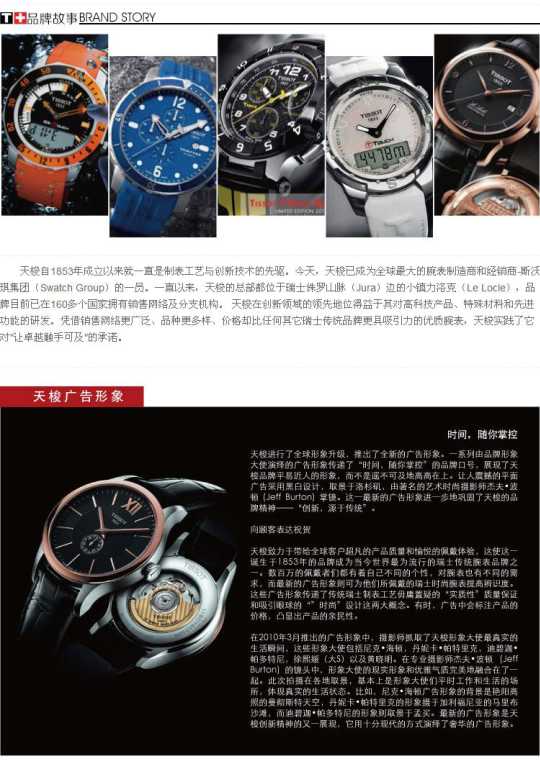 T+ 品牌故事BRAND STORY
TISSOT
TISSOT
TISSOT
TISSOT
1853
T-TOUCH
4478M
TISSOT
1853
LIMITED EDITION
天梭自1853年成立以来就一直是制表工艺与创新技术的先驱。今天，天梭已成为全球最大的腕表制造商和经销商-斯沃
琪集团（Swatch Group）的一员。一直以来，天梭的总部都位于瑞士侏罗山脉（Jura）边的小镇力洛克（Le Locle），品
牌目前已在160多个国家拥有销售网络及分支机构。 天梭在创新领域的领先地位得益于其对高科技产品、特殊材料和先进
功能的研发。凭借销售网络更广泛、品种更多样、价格却比任何其它瑞士传统品牌更具吸引力的优质腕表，天梭实践了它
对“让卓越触手可及”的承诺。
天梭广告形象
时间，随你掌控
天梭进行了全球形象升级，推出了全新的广告形象。一系列由品牌形象
大使演绎的广告形象传递了“时间，随你掌控”的品牌口号，展现了天
梭品牌平易近人的形象，而不是遥不可及地高高在上。让人震撼的平面
广告采用黑白设计，取景于洛杉矶，由著名的艺术时尚摄影师杰夫•波
顿（Jeff Burton）掌镜。这一最新的广告形象进一步地巩固了天梭的品
牌精神——“创新，源于传统”。
向顾客表达祝贺
天梭致力于带给全球客户超凡的产品质量和愉悦的佩戴体验，这使这一
诞生于1853年的品牌成为当今世界最为流行的瑞士传统腕表品牌之
一。数百万的佩戴者们都有着自己不同的个性，对腕表也有不同的需
求，而最新的广告形象则可为他们所佩戴的瑞士时尚腕表提高辨识度。
这些广告形象传递了传统瑞士制表工艺毋庸置疑的“实质性”质量保证
和吸引眼球的“”时尚”设计这两大概念。有时，广告中会标注产品的
价格，凸显出产品的亲民性。
在2010年3月推出的广告形象中，摄影师抓取了天梭形象大使最真实的
生活瞬间，这些形象大使包括尼克•海顿，丹妮卡•帕特里克，迪碧迦•
帕多特尼，徐熙媛（大S）以及黄晓明。在专业摄影师杰夫•波顿（Jeff
Burton）的镜头中，形象大使的现实形象和优雅气质完美地融合在了一
起。此次拍摄在各地取景，基本上是形象大使们平时工作和生活的场
所，体现真实的生活状态。比如，尼克•海顿广告形象的背景是艳阳高
照的曼彻斯特天空，丹妮卡•帕特里克的形象摄于加利福尼亚的马里布
沙滩，而迪碧迦•帕多特尼的形象则取景于孟买。最新的广告形象是天
梭创新精神的又一展现，它用十分现代的方式演绎了奢华的广告形象。
TISSOT